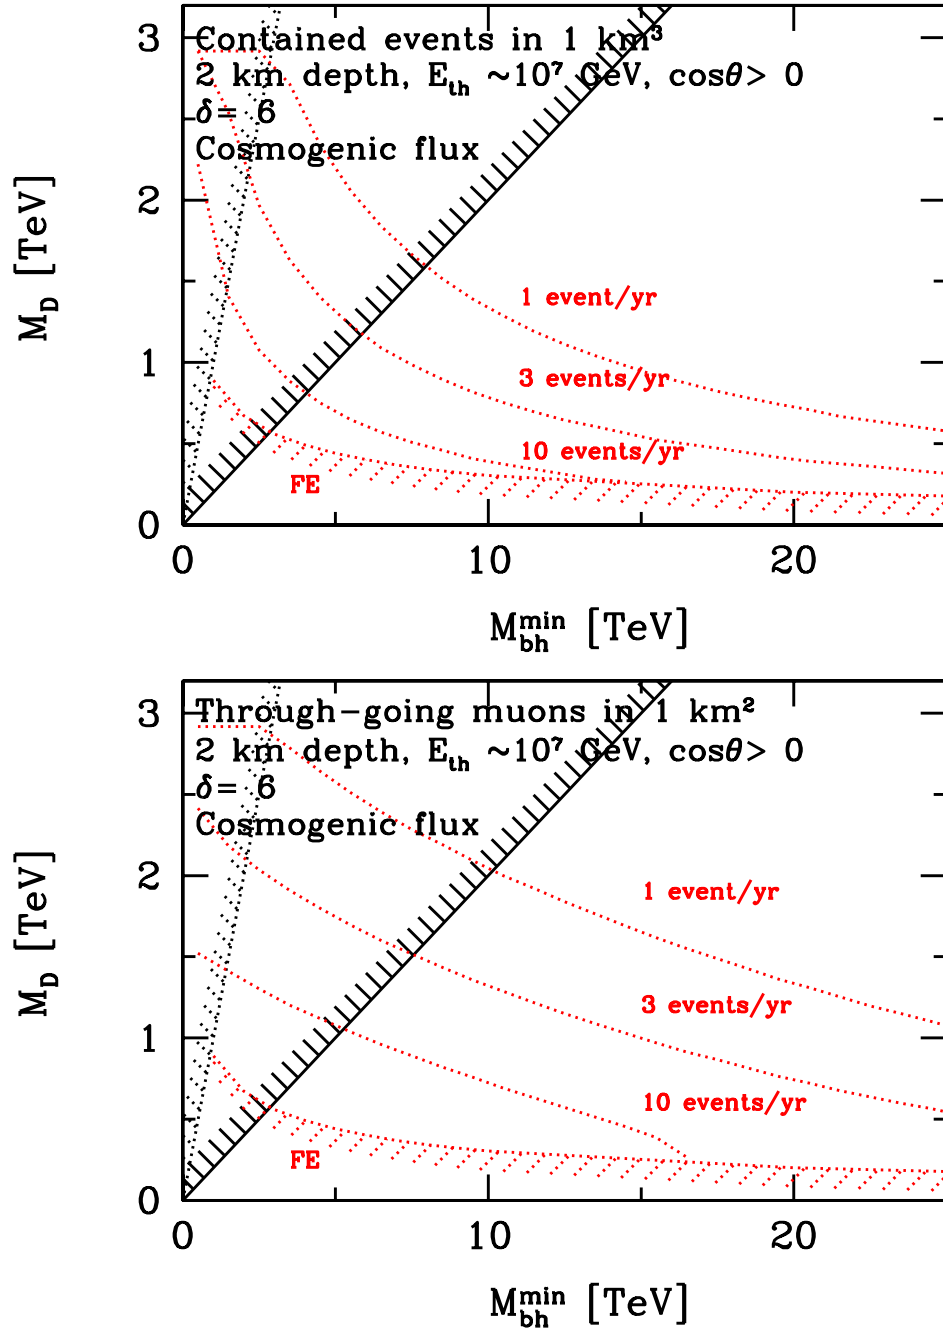 Contained events in 1 km³
2 km depth, E_th ~10⁷ GeV, cosθ> 0
δ= 6
Cosmogenic flux
1 event/yr
3 events/yr
10 events/yr
FE
3
2
1
0
M_D [TeV]
0 10 20
M_bh^min [TeV]
Through-going muons in 1 km²
2 km depth, E_th ~10⁷ GeV, cosθ> 0
δ= 6
Cosmogenic flux
1 event/yr
3 events/yr
10 events/yr
FE
3
2
1
0
M_D [TeV]
0 10 20
M_bh^min [TeV]